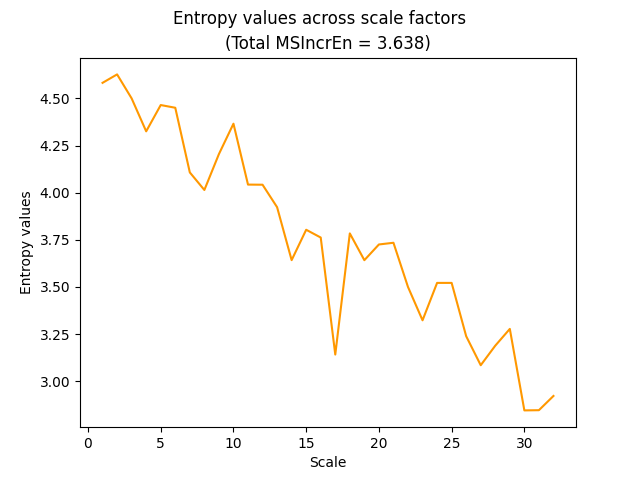 Entropy values across scale factors
(Total MSIncrEn = 3.638)
4.50
4.25
4.00
3.75
3.50
3.25
3.00
Entropy values
0 5 10 15 20 25 30
Scale